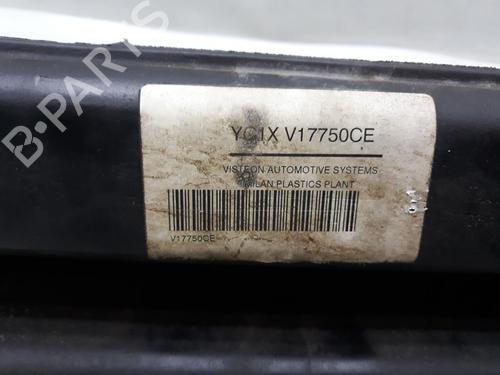 B-PARTS
YC1X V17750CE
VISTEON AUTOMOTIVE SYSTEMS
MILAN PLASTICS PLANT
V17750CE